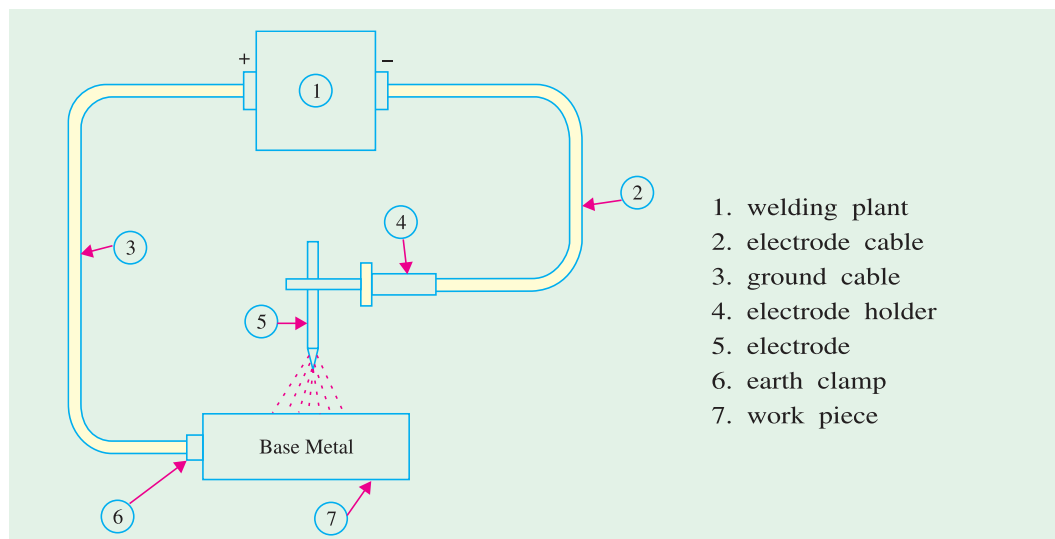 +
−
1
2
3
4
5
Base Metal
6
7
1. welding plant
2. electrode cable
3. ground cable
4. electrode holder
5. electrode
6. earth clamp
7. work piece